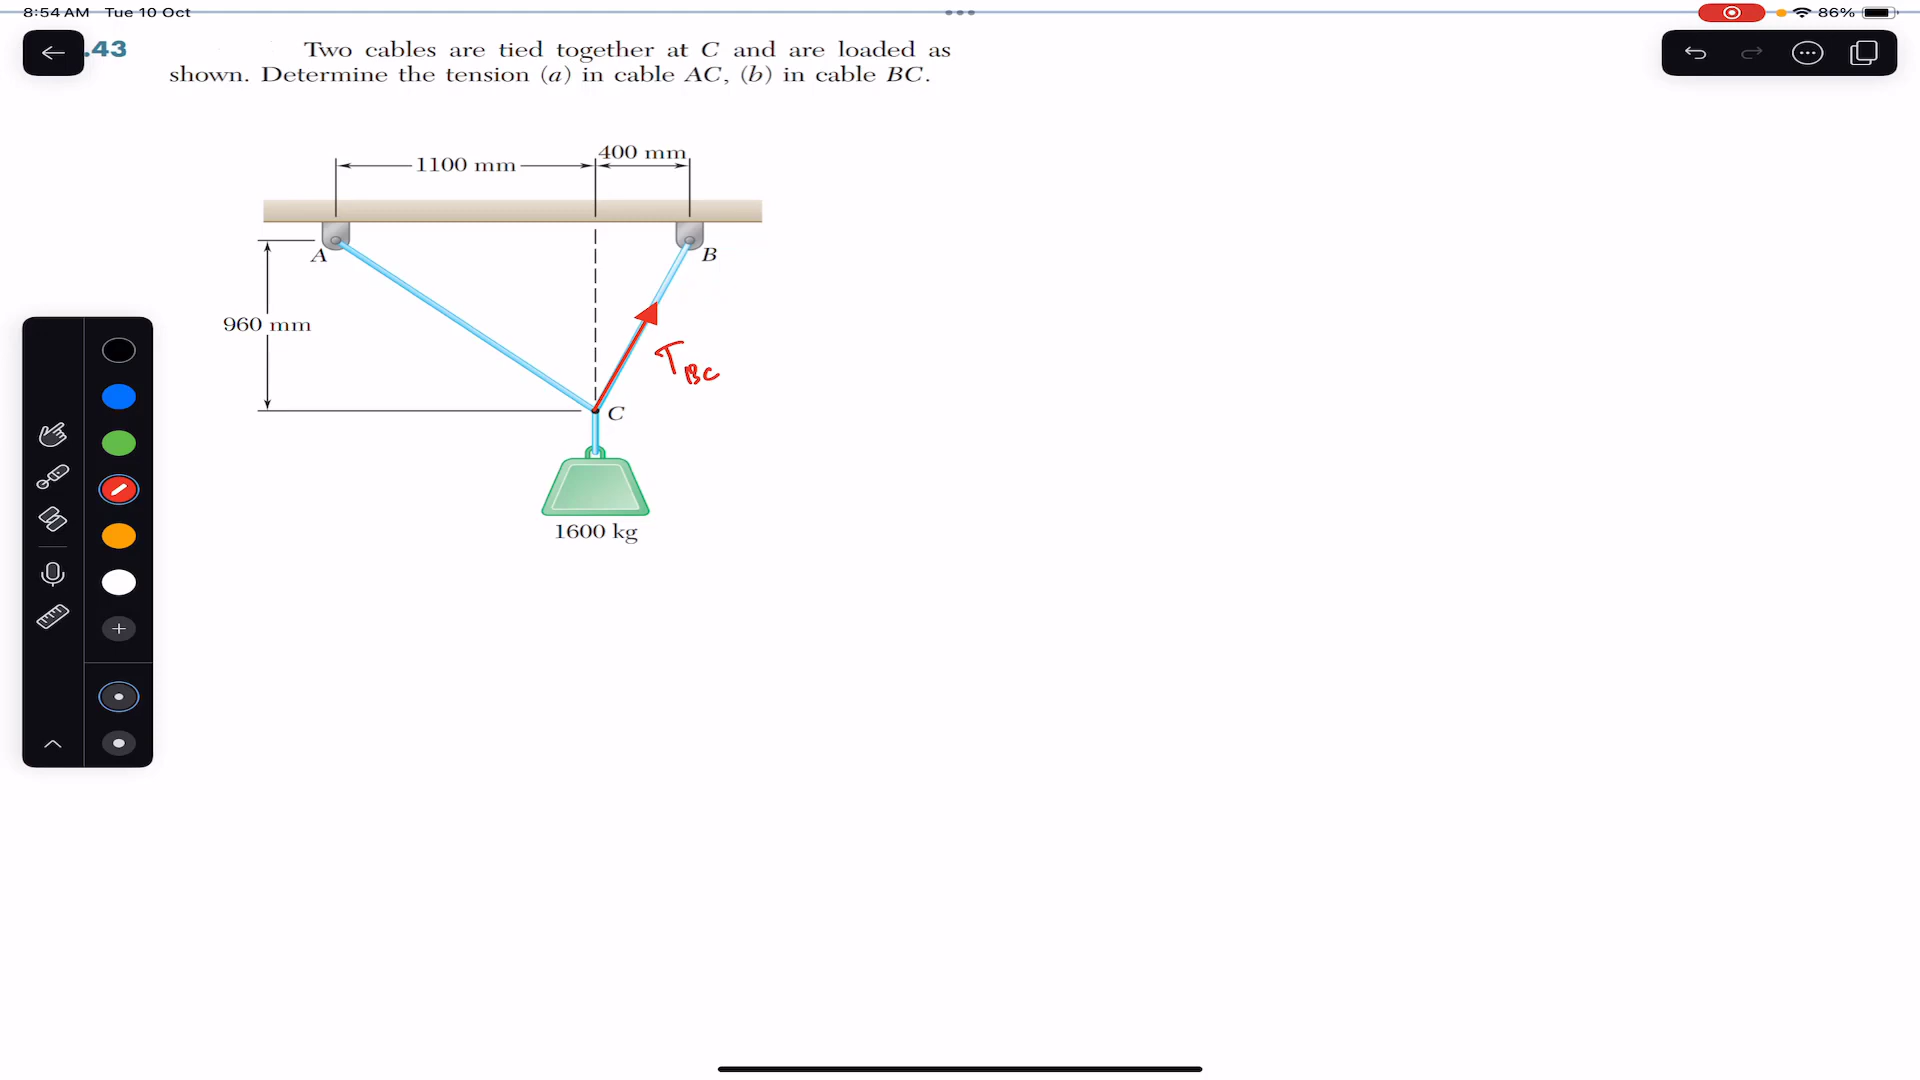 8:54 AM Tue 10 Oct
86%
.43
Two cables are tied together at C and are loaded as
shown. Determine the tension (a) in cable AC, (b) in cable BC.
400 mm
1100 mm
A
B
960 mm
TBC
C
1600 kg